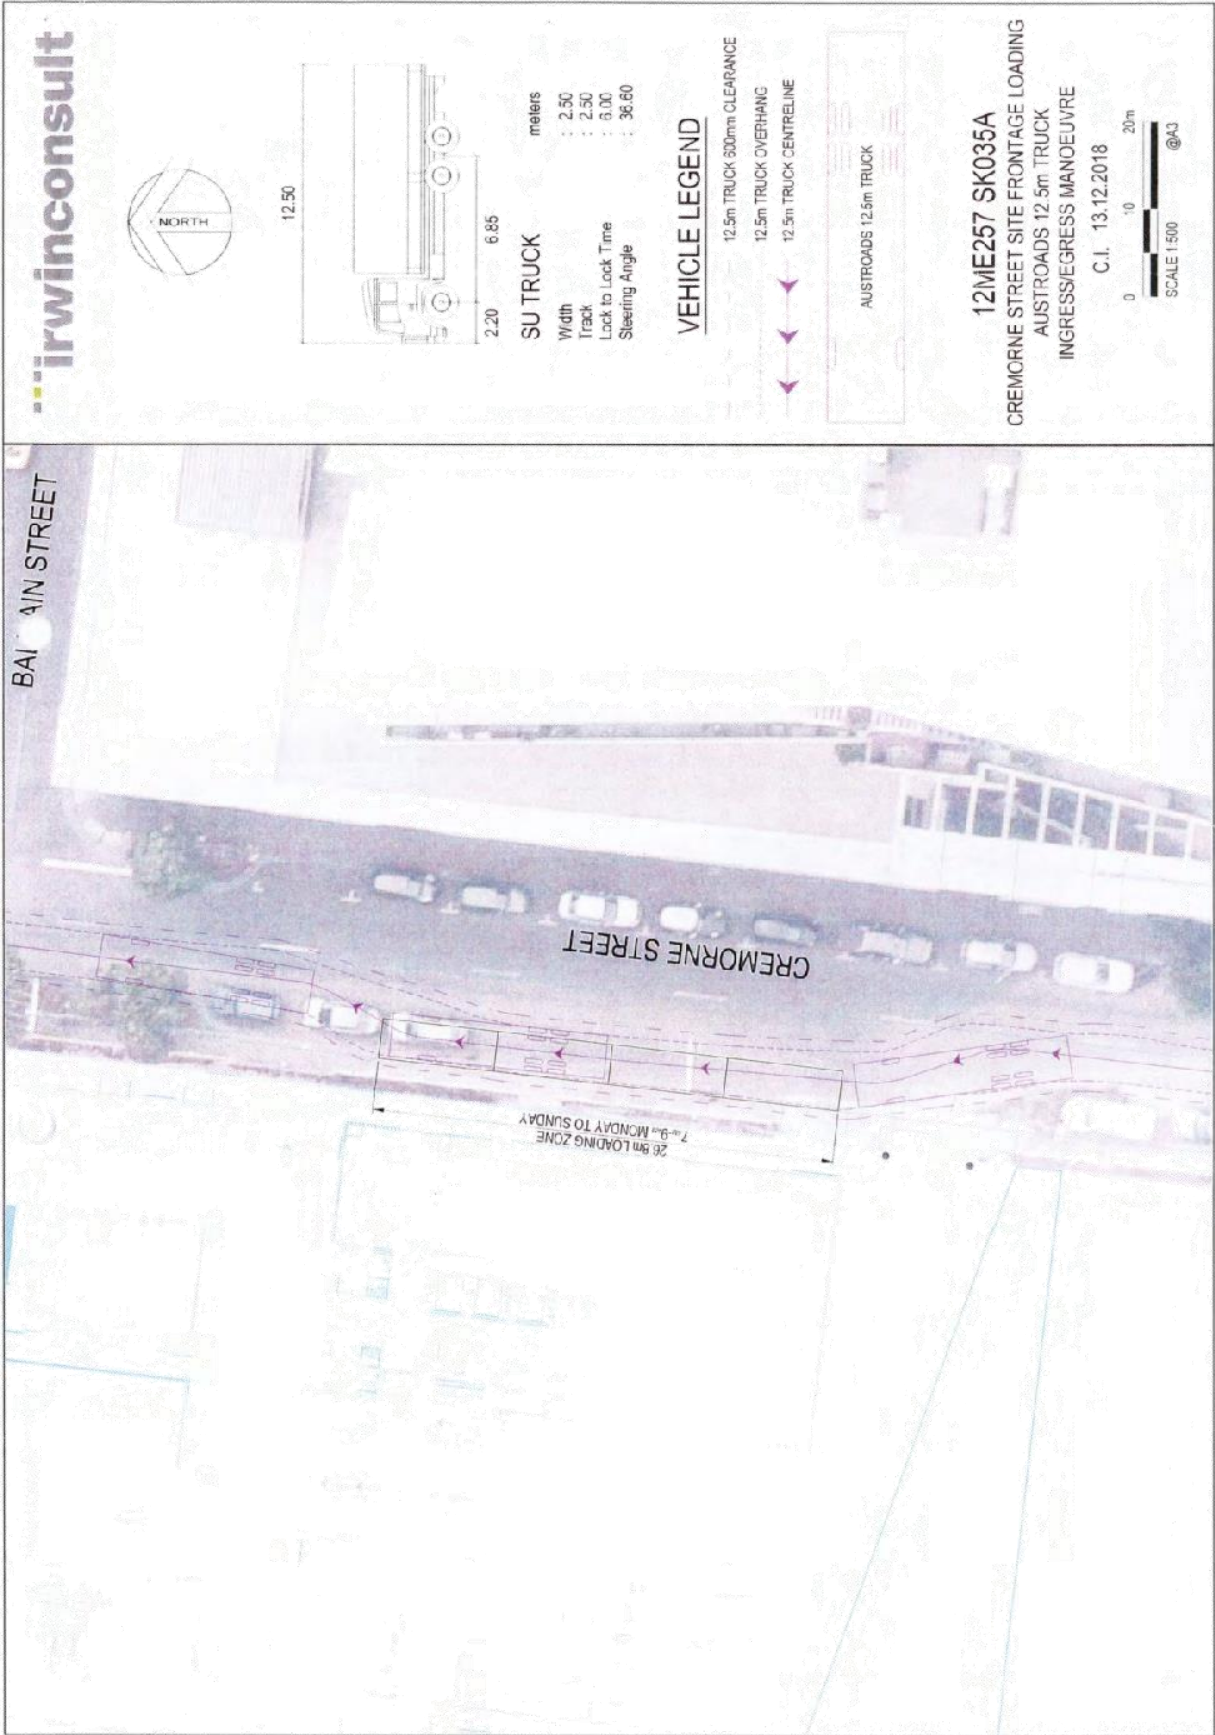 irwinconsult
NORTH
12.50
2.20
6.85
SU TRUCK
meters
Width : 2.50
Track : 2.50
Lock to Lock Time : 6.00
Steering Angle : 36.60
VEHICLE LEGEND
12.5m TRUCK 600mm CLEARANCE
12.5m TRUCK OVERHANG
12.5m TRUCK CENTRELINE
AUSTROADS 12.5m TRUCK
12ME257 SK035A
CREMORNE STREET SITE FRONTAGE LOADING
AUSTROADS 12.5m TRUCK
INGRESS/EGRESS MANOEUVRE
C.I. 13.12.2018
0 10 20m
SCALE 1:500 @A3
BAL AIN STREET
CREMORNE STREET
26.8m LOADING ZONE
7am-9am MONDAY TO SUNDAY